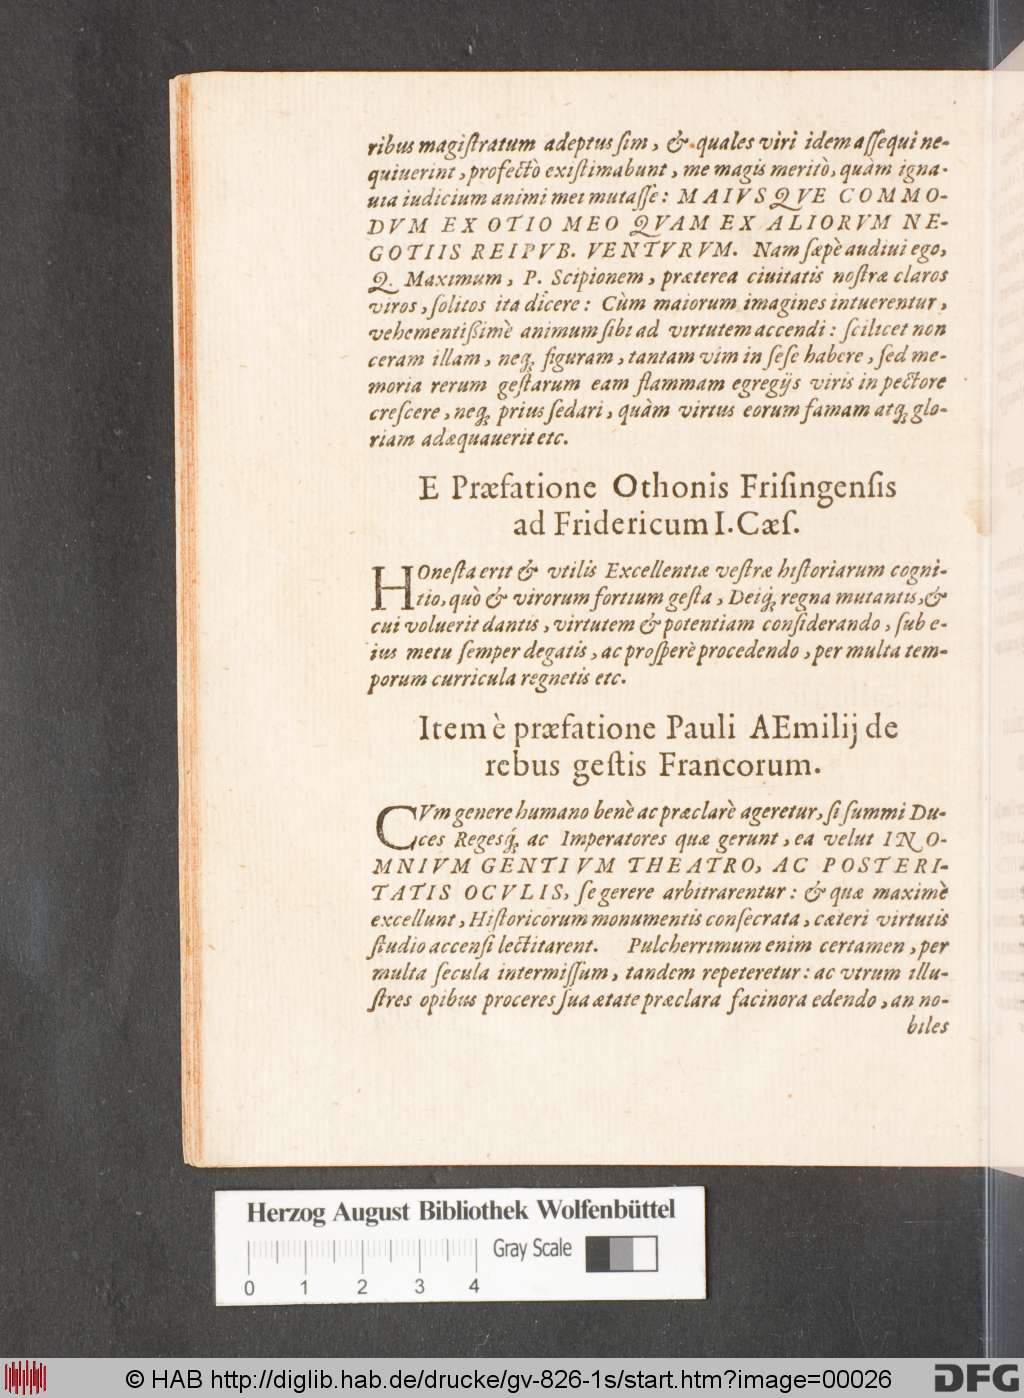 ribus magiſtratum adeptus ſim, & quales viri idem aſſequi ne-
quiuerint, profectò exiſtimabunt, me magis meritò, quàm igna-
uia iudicium animi mei mutaſſe: MAIVSQVE COMMO-
DVM EX OTIO MEO QVAM EX ALIORVM NE-
GOTIIS REIPVB. VENTVRVM. Nam ſæpè audiui ego,
Q. Maximum, P. Scipionem, præterea ciuitatis noſtræ claros
viros, ſolitos ita dicere: Cùm maiorum imagines intuerentur,
vehementißimè animum ſibi ad virtutem accendi: ſcilicet non
ceram illam, neq́; figuram, tantam vim in ſeſe habere, ſed me-
moria rerum geſtarum eam flammam egregijs viris in pectore
creſcere, neq́; prius ſedari, quàm virtus eorum famam atq́; glo-
riam adæquauerit etc.
E Præfatione Othonis Friſingenſis
ad Fridericum I. Cæſ.
HOneſta erit & vtilis Excellentiæ veſtræ hiſtoriarum cogni-
tio, quò & virorum fortium geſta, Deiq́; regna mutantis, &
cui voluerit dantis, virtutem & potentiam conſiderando, ſub e-
ius metu ſemper degatis, ac proſperè procedendo, per multa tem-
porum curricula regnetis etc.
Item è præfatione Pauli AEmilij de
rebus geſtis Francorum.
CVm genere humano benè ac præclarè ageretur, ſi ſummi Du-
ces Regesq́; ac Imperatores quæ gerunt, ea velut IN O-
MNIVM GENTIVM THEATRO, AC POSTERI-
TATIS OCVLIS, ſe gerere arbitrarentur: & quæ maximè
excellunt, Hiſtoricorum monumentis conſecrata, cæteri virtutis
ſtudio accenſi lectitarent. Pulcherrimum enim certamen, per
multa ſecula intermiſſum, tandem repeteretur: ac vtrum illu-
ſtres opibus proceres ſua ætate præclara facinora edendo, an no-
biles
Herzog August Bibliothek Wolfenbüttel
Gray Scale
0 1 2 3 4
© HAB http://diglib.hab.de/drucke/gv-826-1s/start.htm?image=00026
DFG